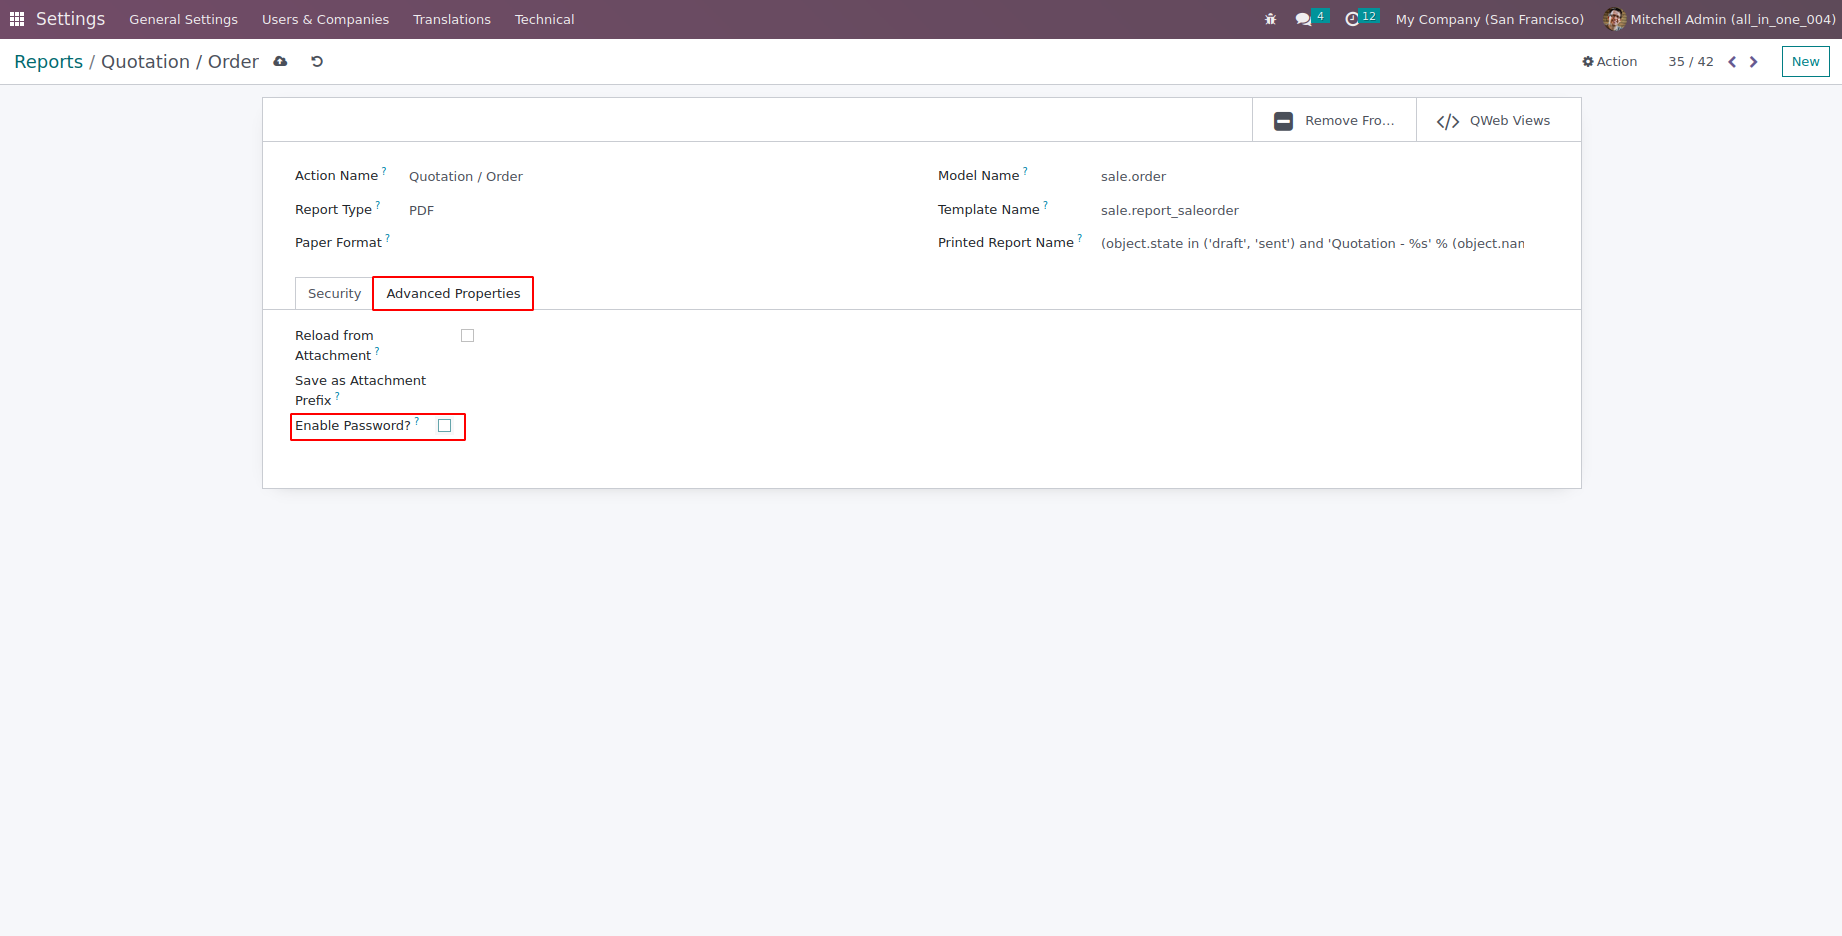 Settings General Settings Users & Companies Translations Technical 4 12 My Company (San Francisco) Mitchell Admin (all_in_one_004)
Reports / Quotation / Order Action 35 / 42 New
Remove Fro... QWeb Views
Action Name ? Quotation / Order Model Name ? sale.order
Report Type ? PDF Template Name ? sale.report_saleorder
Paper Format ? Printed Report Name ? (object.state in ('draft', 'sent') and 'Quotation - %s' % (object.nan
Security Advanced Properties
Reload from
Attachment ?
Save as Attachment
Prefix ?
Enable Password? ?